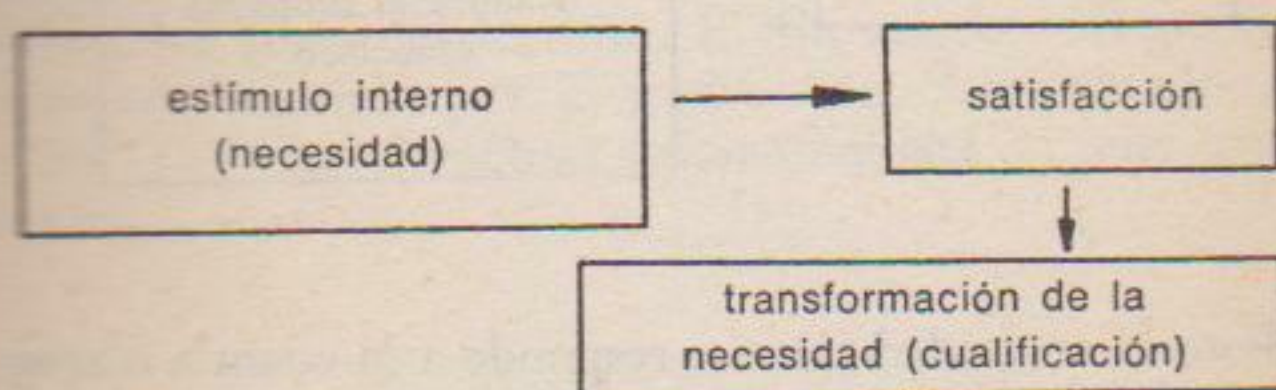 estímulo interno
(necesidad)
satisfacción
transformación de la
necesidad (cualificación)